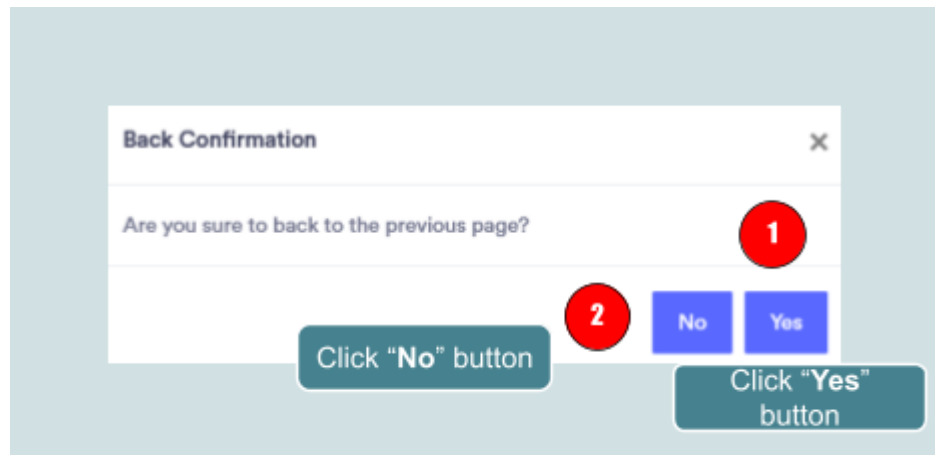 Back Confirmation
×
Are you sure to back to the previous page?
1
2
No
Yes
Click “No” button
Click “Yes”
button